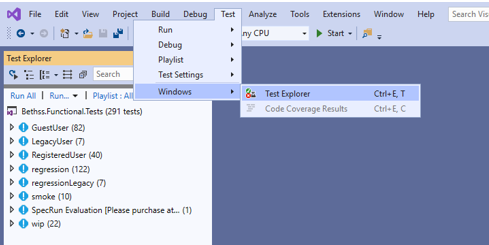 File Edit View Project Build Debug Test Analyze Tools Extensions Window Help Search Vis
ny CPU Start
Test Explorer
Search
Run All Run... Playlist : All
Bethss.Functional.Tests (291 tests)
GuestUser (82)
LegacyUser (7)
RegisteredUser (40)
regression (122)
regressionLegacy (7)
smoke (10)
SpecRun Evaluation [Please purchase at... (1)
wip (22)
Run
Debug
Playlist
Test Settings
Windows
Test Explorer Ctrl+E, T
Code Coverage Results Ctrl+E, C